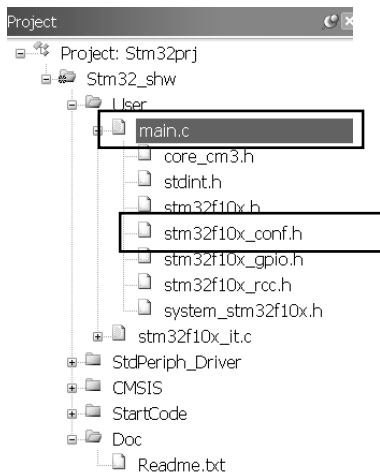 Project
Project: Stm32prj
Stm32_shw
User
main.c
core_cm3.h
stdint.h
stm32f10x.h
stm32f10x_conf.h
stm32f10x_gpio.h
stm32f10x_rcc.h
system_stm32f10x.h
stm32f10x_it.c
StdPeriph_Driver
CMSIS
StartCode
Doc
Readme.txt